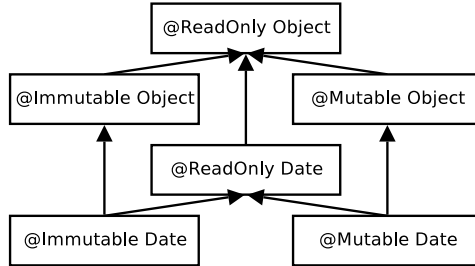 @ReadOnly Object
@Immutable Object
@Mutable Object
@ReadOnly Date
@Immutable Date
@Mutable Date